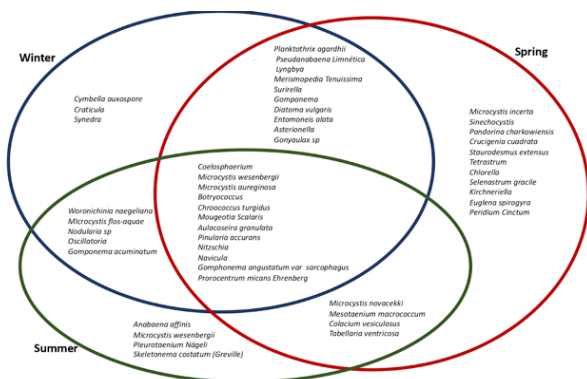 Winter
Spring
Planktothrix agardhii
Pseudanabaena Limnética
Lyngbya
Merismopedia Tenuissima
Surirella
Gomponema
Diatoma vulgaris
Entomoneis alata
Asterionella
Gonyaulax sp
Cymbella auxospore
Craticula
Synedra
Microcystis incerta
Sinechocystis
Pandorina charkowiensis
Crucigenia cuadrata
Staurodesmus extensus
Tetrastrum
Chlorella
Selenastrum gracile
Kirchneriella
Euglena spirogyra
Peridium Cinctum
Coelosphaerium
Microcystis wesenbergii
Microcystis aureginosa
Botryococcus
Chroococcus turgidus
Mougeotia Scalaris
Aulacoseira granulata
Pinularia accurans
Nitzschia
Navicula
Gomphonema angustatum var sarcophagus
Prorocentrum micans Ehrenberg
Woronichinia naegeliana
Microcystis flos-aquae
Nodularia sp
Oscillatoria
Gomponema acuminatum
Microcystis novacekki
Mesotaenium macrococcum
Colacium vesiculosus
Tabellaria ventricosa
Anabaena affinis
Microcystis wesenbergii
Pleurotaenium Nägeli
Skeletonema costatum (Greville)
Summer